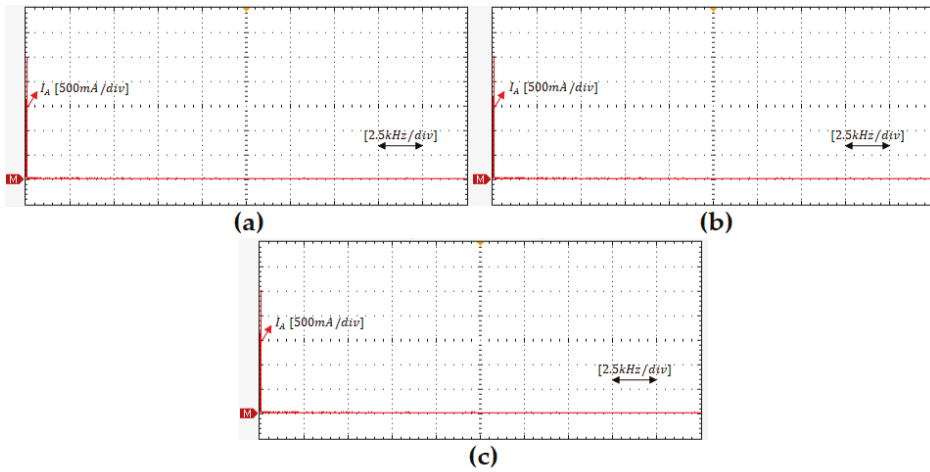 I_A [500mA/div]
[2.5kHz/div]
M
(a)
I_A [500mA/div]
[2.5kHz/div]
M
(b)
I_A [500mA/div]
[2.5kHz/div]
M
(c)